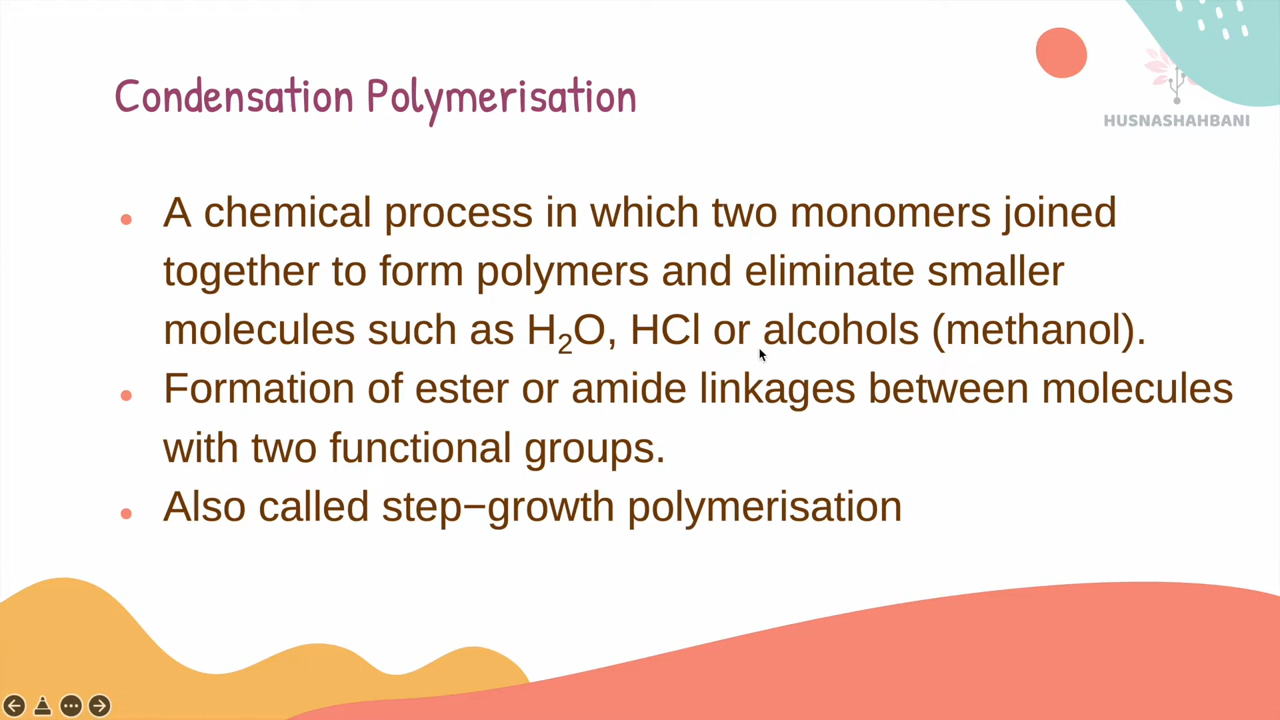 Condensation Polymerisation
HUSNASHAHBANI
• A chemical process in which two monomers joined
together to form polymers and eliminate smaller
molecules such as H₂O, HCl or alcohols (methanol).
• Formation of ester or amide linkages between molecules
with two functional groups.
• Also called step−growth polymerisation